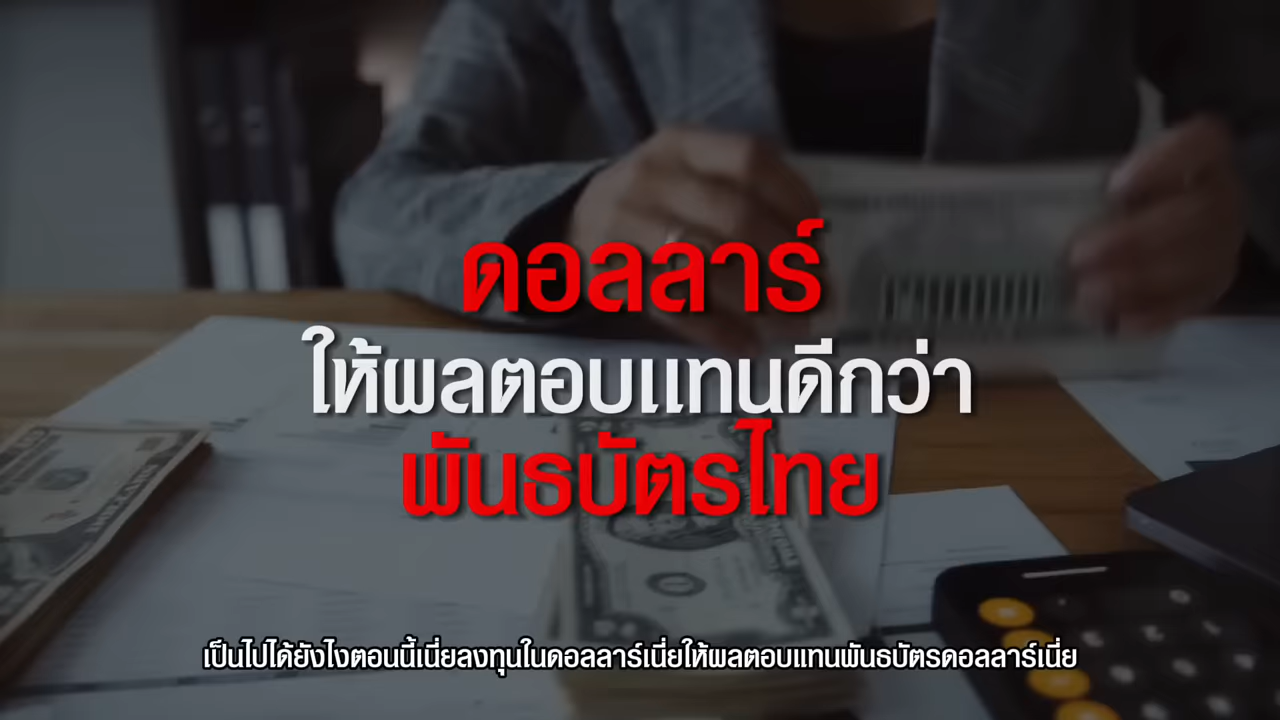 ดอลลาร์
ให้ผลตอบแทนดีกว่า
พันธบัตรไทย
เป็นไปได้ยังไงตอนนี้เนี่ยลงทุนในดอลลาร์เนี่ยให้ผลตอบแทนพันธบัตรดอลลาร์เนี่ย